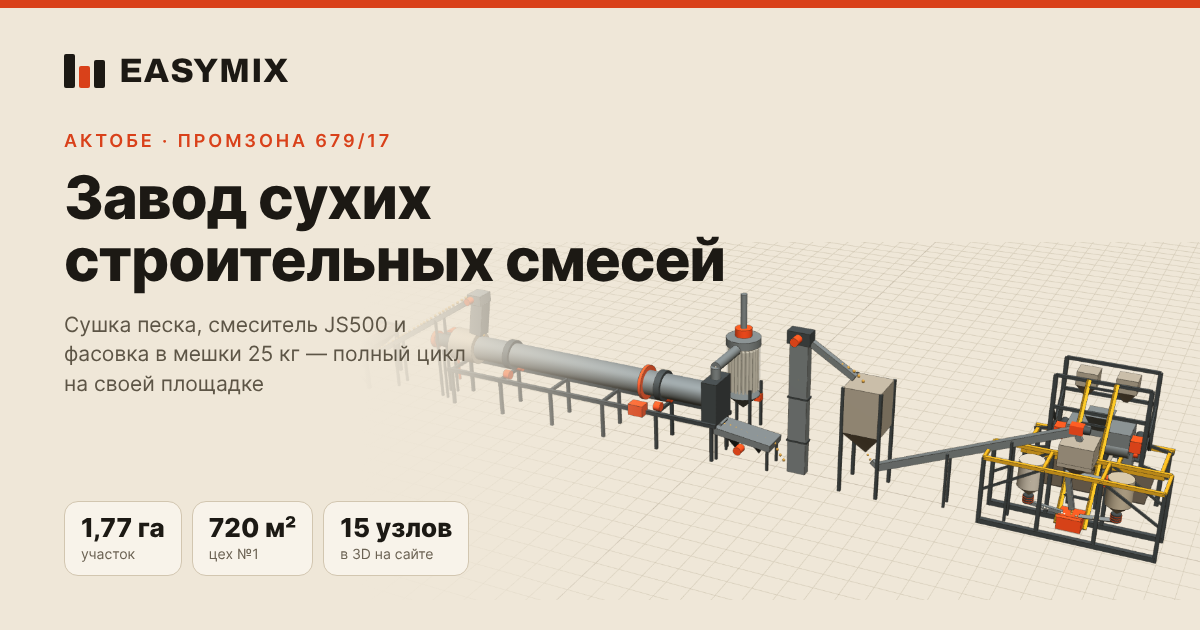 EASYMIX
АКТОБЕ · ПРОМЗОНА 679/17
Завод сухих
строительных смесей
Сушка песка, смеситель JS500 и
фасовка в мешки 25 кг — полный цикл
на своей площадке
1,77 га
участок
720 м²
цех №1
15 узлов
в 3D на сайте